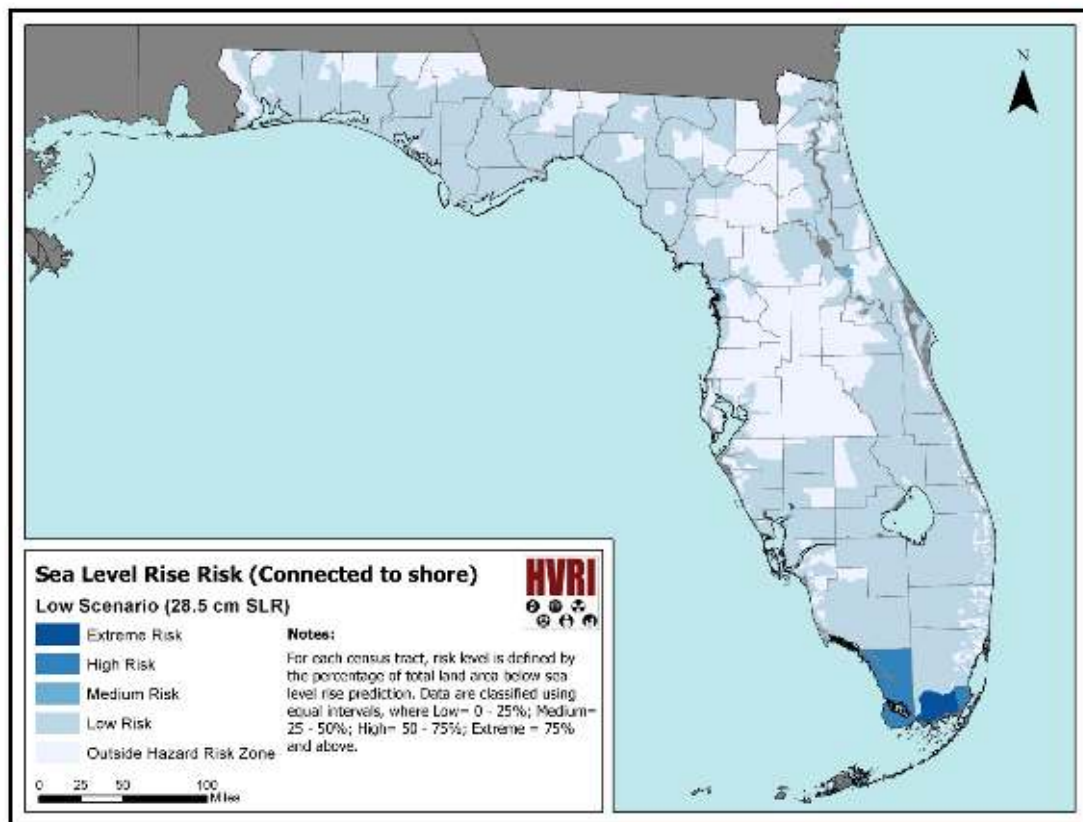 N
Sea Level Rise Risk (Connected to shore)
HVRI
Low Scenario (28.5 cm SLR)
Extreme Risk
High Risk
Medium Risk
Low Risk
Outside Hazard Risk Zone
Notes:
For each census tract, risk level is defined by
the percentage of total land area below sea
level rise prediction. Data are classified using
equal intervals, where Low= 0 - 25%; Medium=
25 - 50%; High= 50 - 75%; Extreme = 75%
and above.
0 25 50 100
Miles